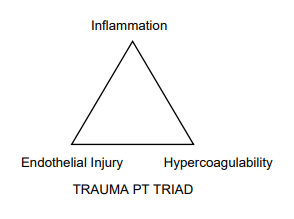 Inflammation
Endothelial Injury
Hypercoagulability
TRAUMA PT TRIAD